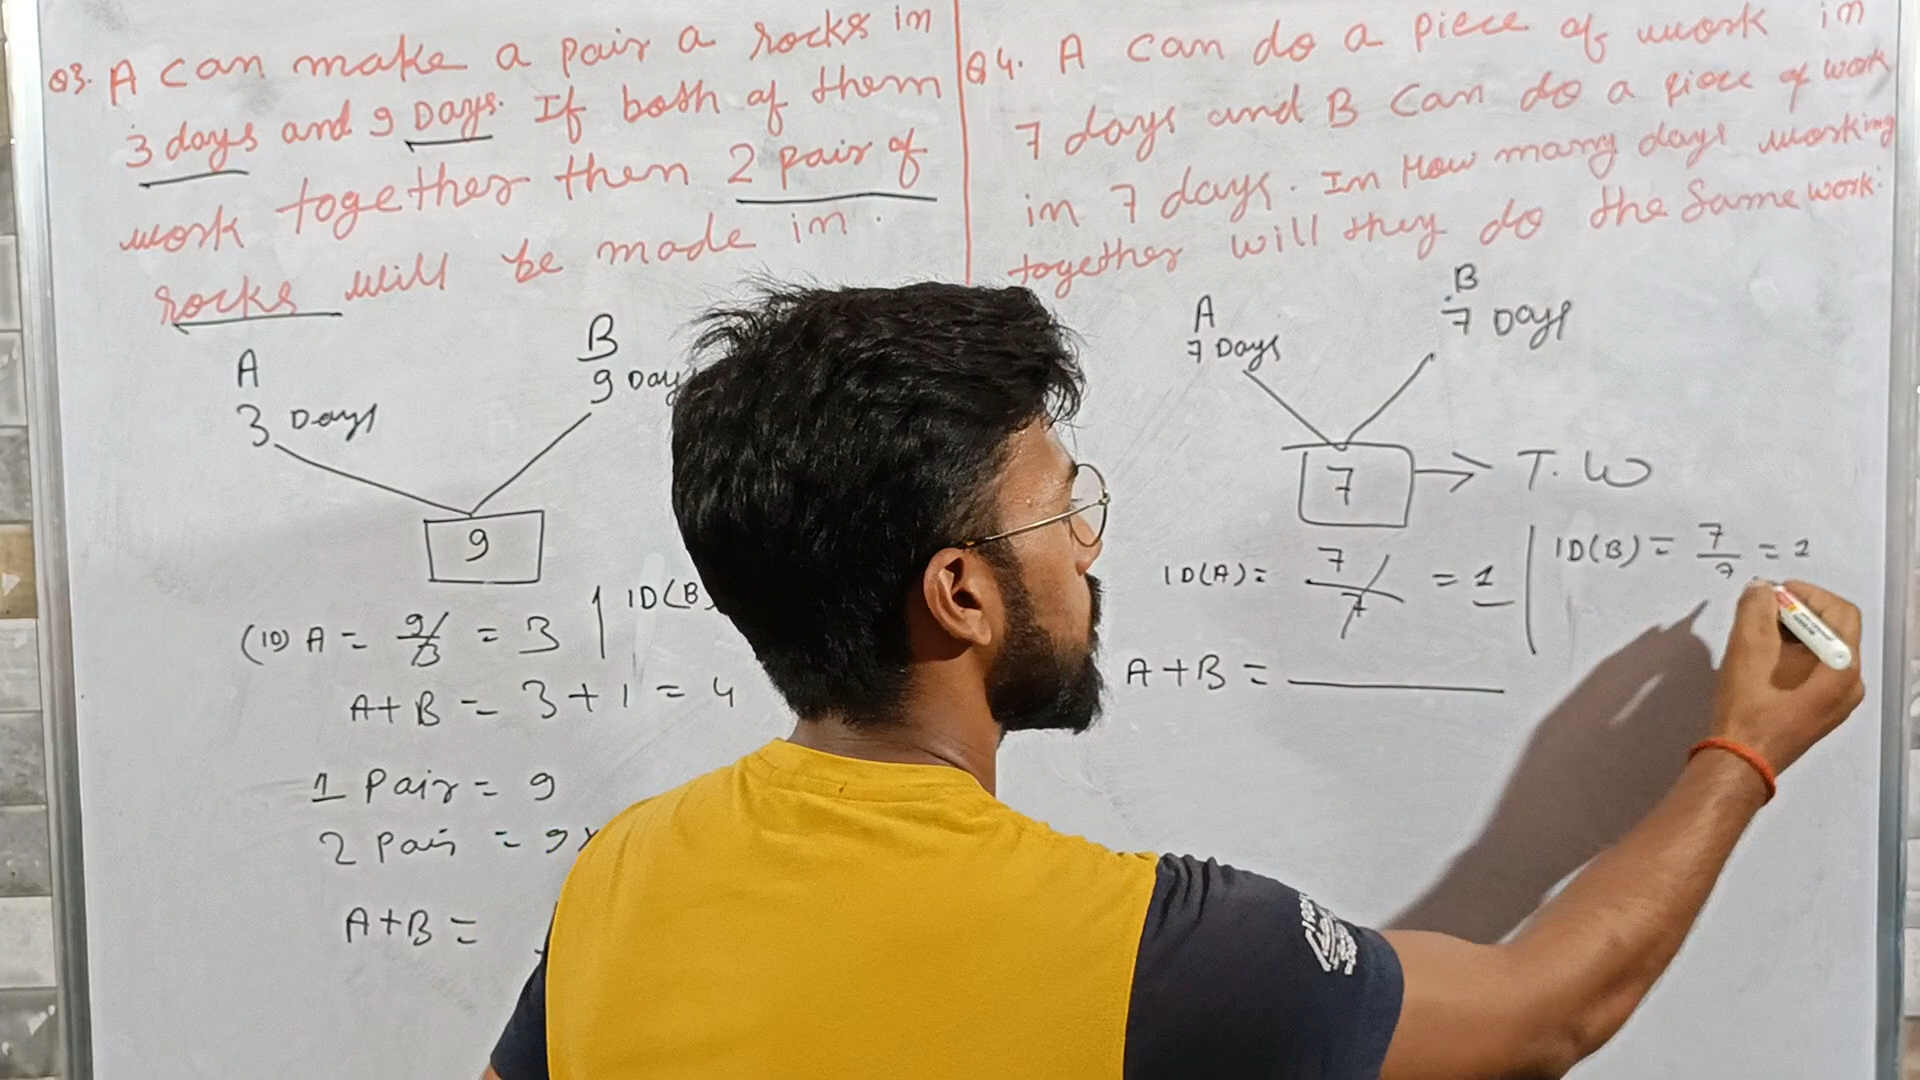 Q3. A can make a pair a rocks in
3 days and 9 Days. If both of them
work together then 2 pair of
rocks will be made in.
A
3 Days
B
9 Day
9
(1D) A = 9/3 = 3
1D(B)
A+B = 3+1 = 4
1 Pair = 9
2 Pair = 9×
A+B =
Q4. A can do a piece of work in
7 days and B can do a piece of work
in 7 days. In How many days working
together will they do the Same work.
A
7 Days
B
7 Days
7 → T.W
1D(A) = 7/7 = 1
1D(B) = 7/7 = 1
A+B =